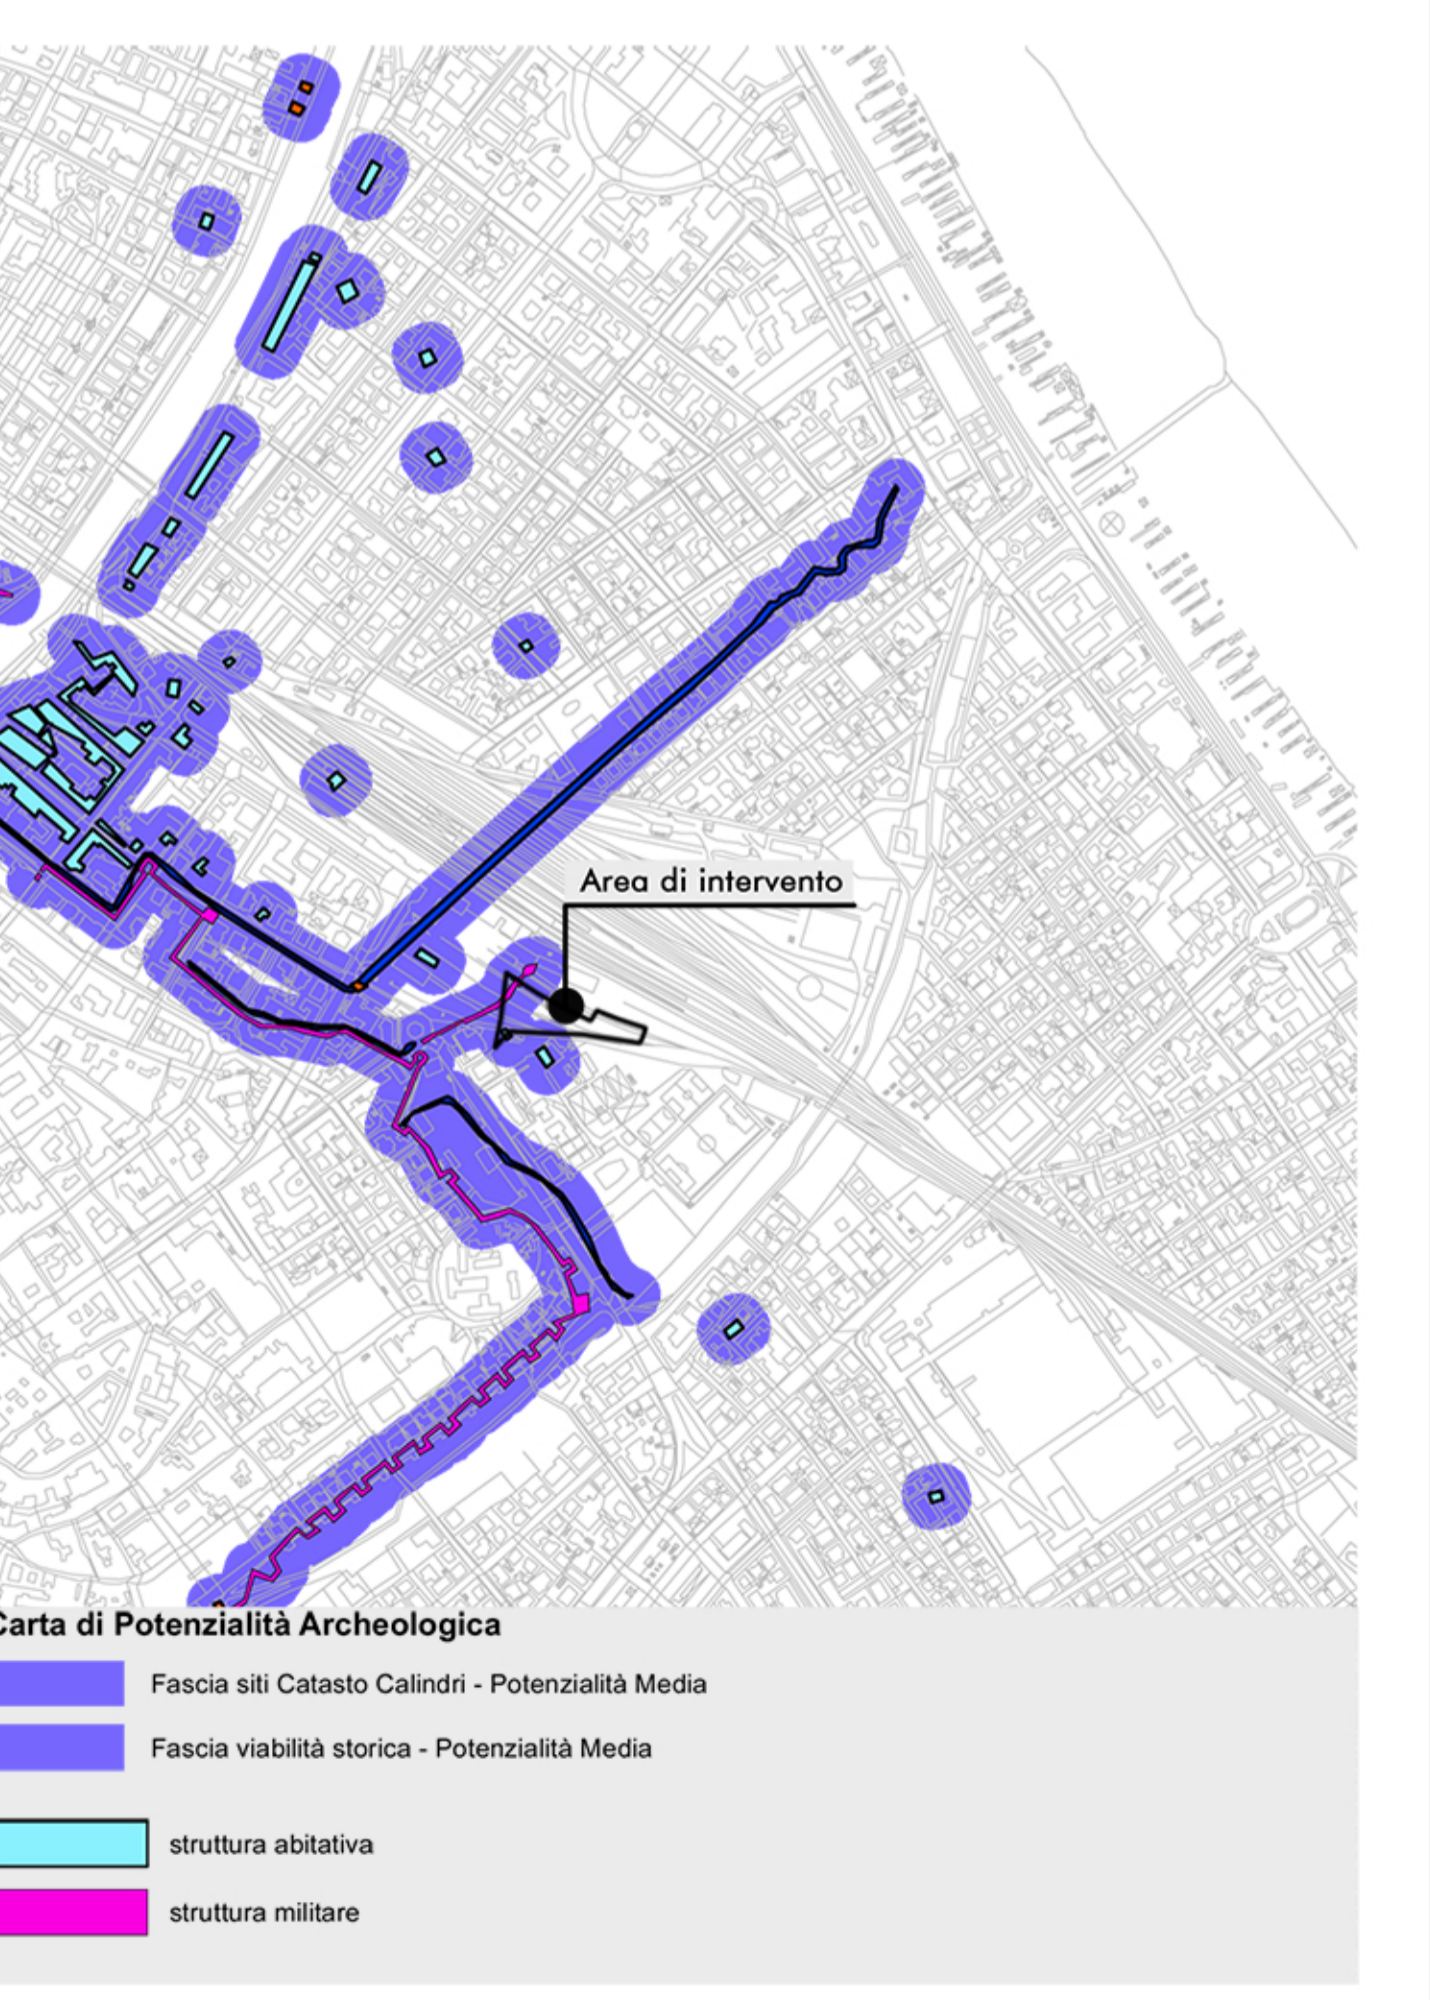 Area di intervento
Carta di Potenzialità Archeologica
Fascia siti Catasto Calindri - Potenzialità Media
Fascia viabilità storica - Potenzialità Media
struttura abitativa
struttura militare